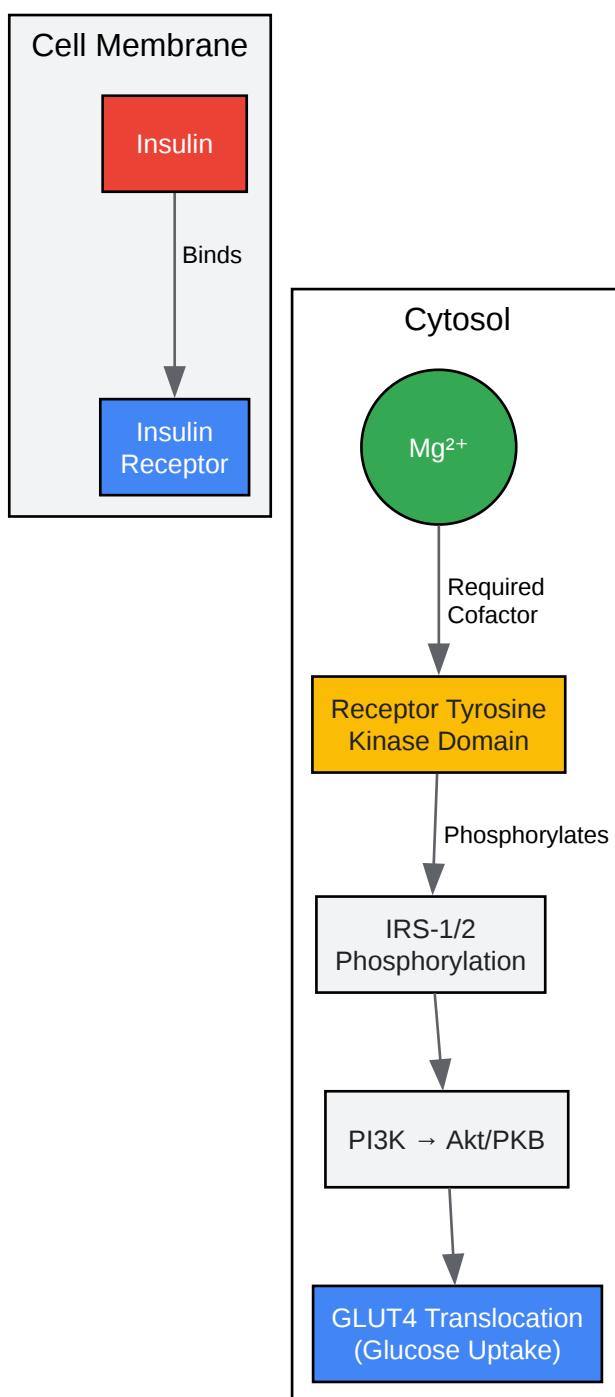 Cell Membrane
Insulin
Binds
Insulin
Receptor
Cytosol
Mg²⁺
Required
Cofactor
Receptor Tyrosine
Kinase Domain
Phosphorylates
IRS-1/2
Phosphorylation
PI3K → Akt/PKB
GLUT4 Translocation
(Glucose Uptake)